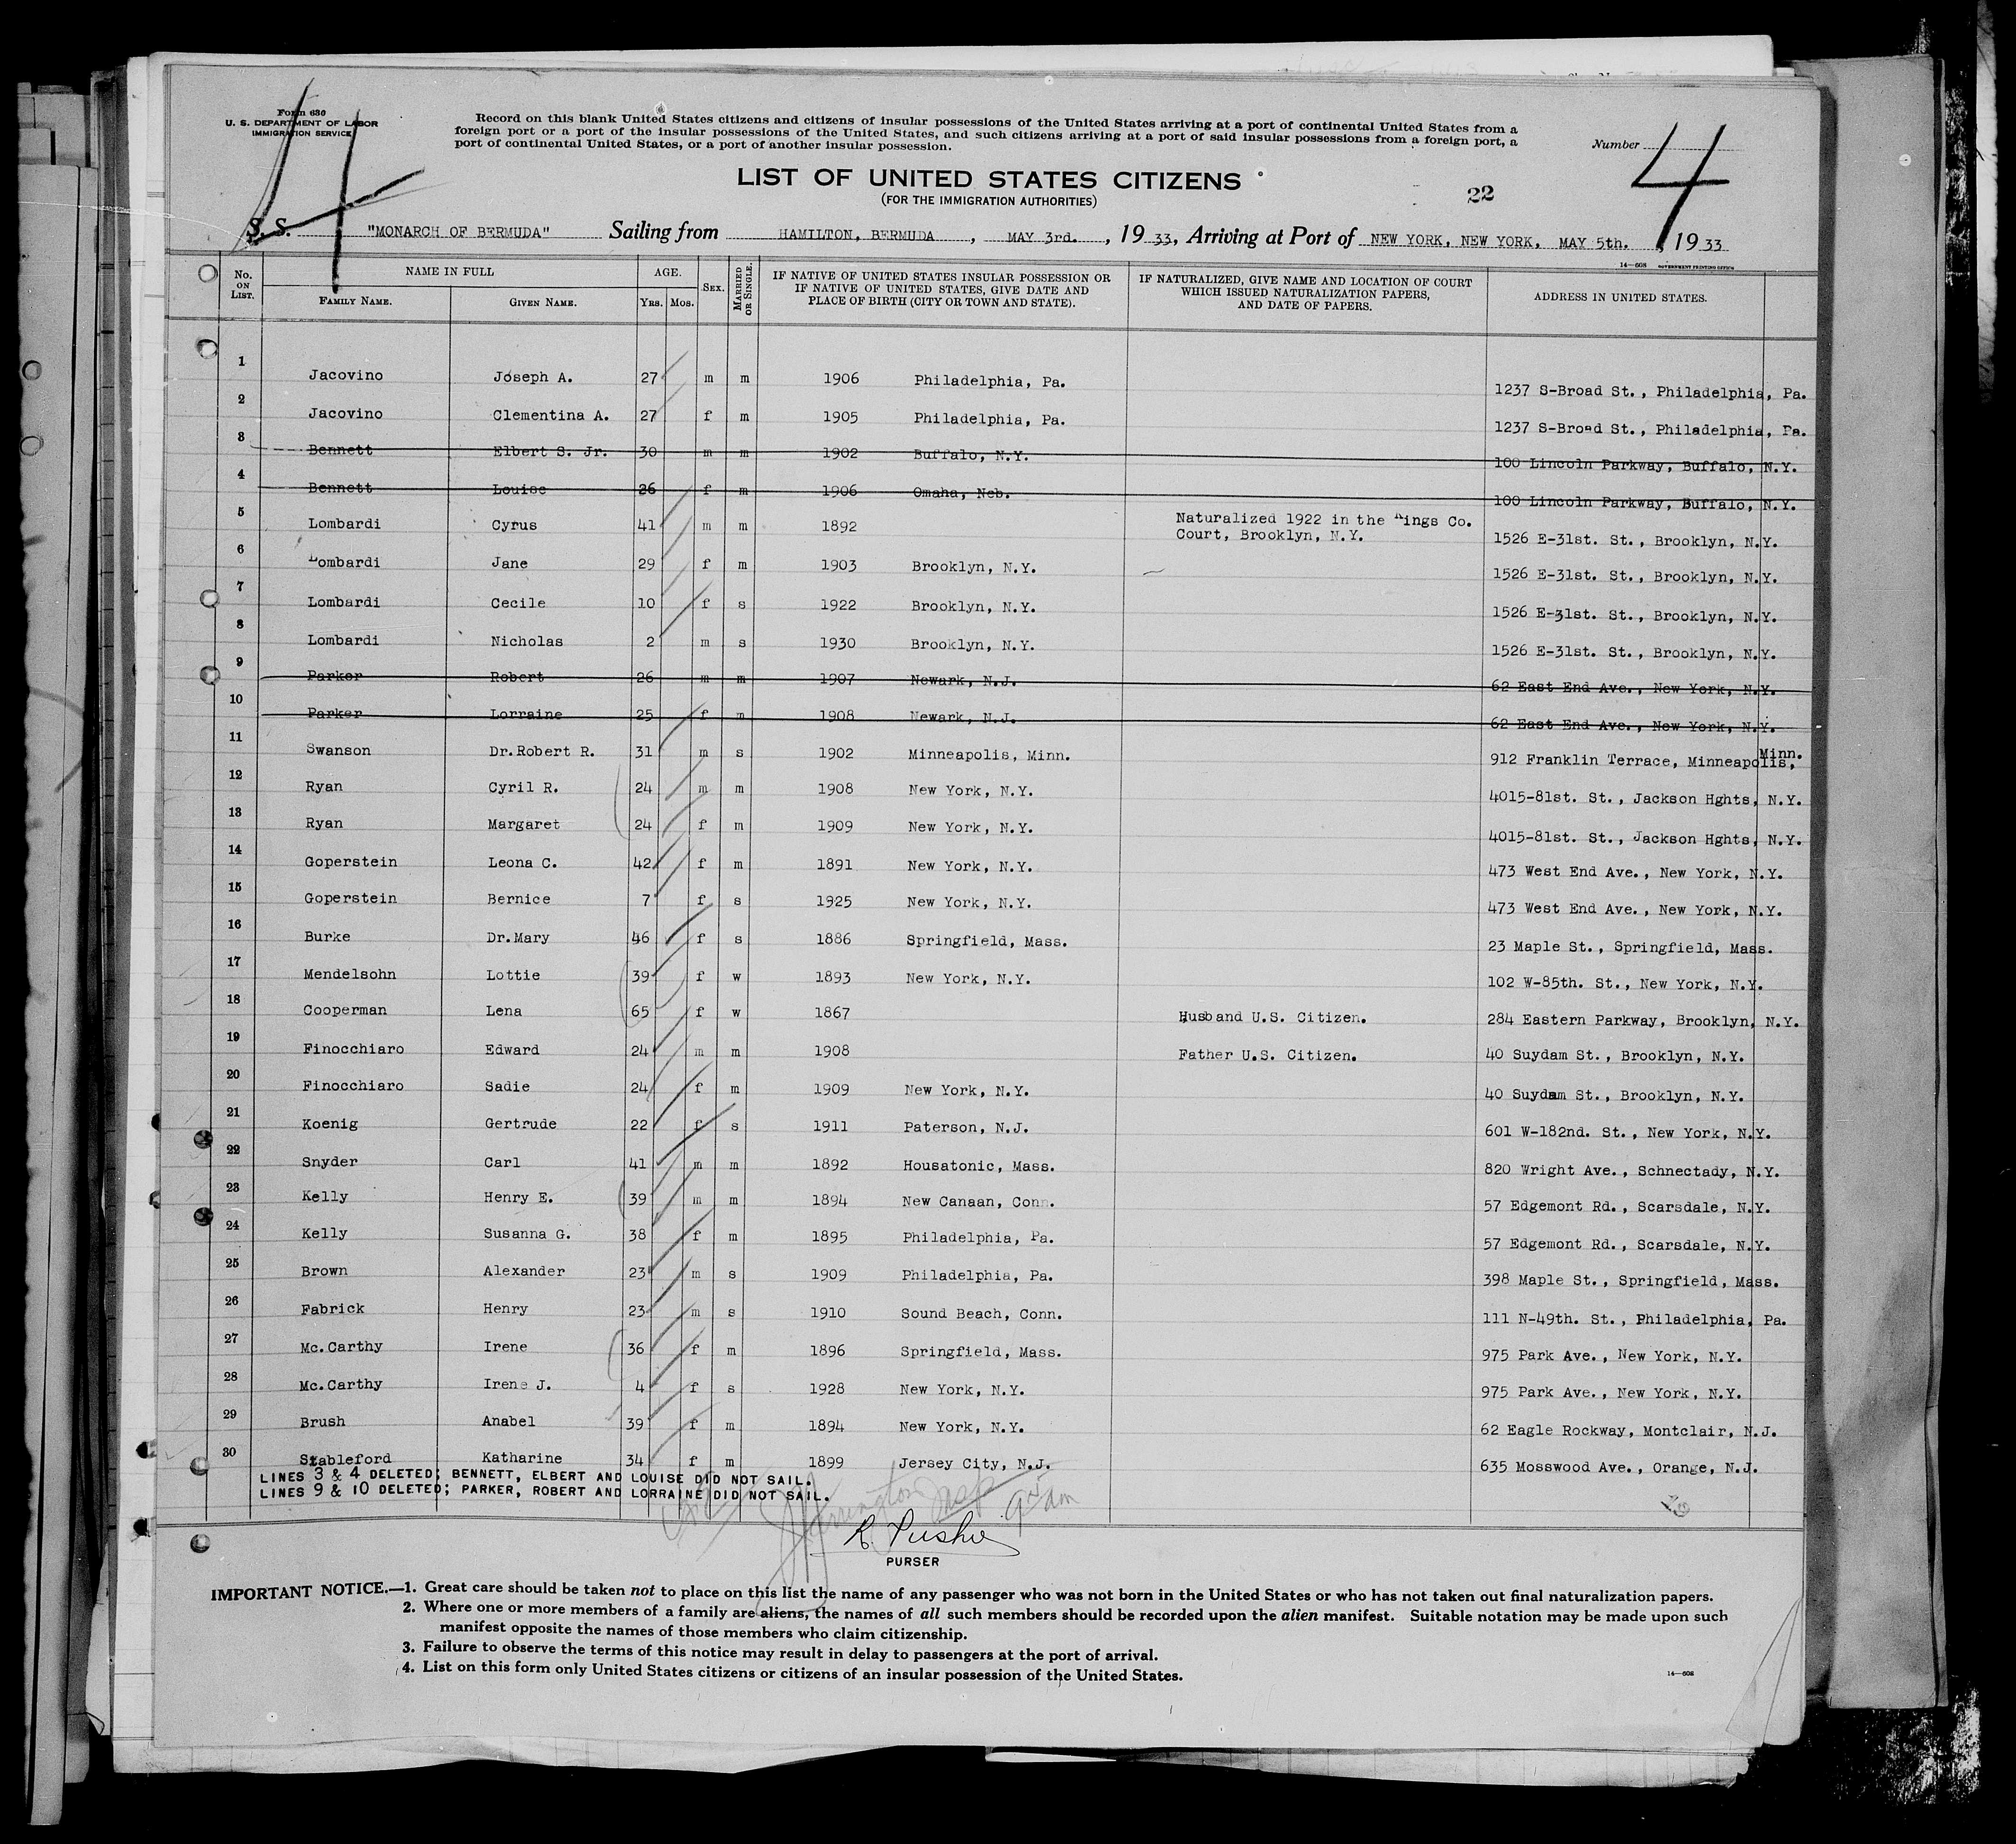 Form 630
U. S. DEPARTMENT OF LABOR
IMMIGRATION SERVICE
Record on this blank United States citizens and citizens of insular possessions of the United States arriving at a port of continental United States from a
foreign port or a port of the insular possessions of the United States, and such citizens arriving at a port of said insular possessions from a foreign port, a
port of continental United States, or a port of another insular possession.
Number 4
4
LIST OF UNITED STATES CITIZENS
(FOR THE IMMIGRATION AUTHORITIES)
22
S. S. "MONARCH OF BERMUDA" Sailing from HAMILTON, BERMUDA, MAY 3rd., 1933, Arriving at Port of NEW YORK, NEW YORK, MAY 5th., 1933
14—608 GOVERNMENT PRINTING OFFICE
No. ON LIST. NAME IN FULL FAMILY NAME. GIVEN NAME. AGE. YRS. MOS. SEX. MARRIED OR SINGLE. IF NATIVE OF UNITED STATES INSULAR POSSESSION OR IF NATIVE OF UNITED STATES, GIVE DATE AND PLACE OF BIRTH (CITY OR TOWN AND STATE). IF NATURALIZED, GIVE NAME AND LOCATION OF COURT WHICH ISSUED NATURALIZATION PAPERS, AND DATE OF PAPERS. ADDRESS IN UNITED STATES.
1 Jacovino Joseph A. 27 m m 1906 Philadelphia, Pa. 1237 S-Broad St., Philadelphia, Pa.
2 Jacovino Clementina A. 27 f m 1905 Philadelphia, Pa. 1237 S-Broad St., Philadelphia, Pa.
3 Bennett Elbert S. Jr. 30 m m 1902 Buffalo, N.Y. 100 Lincoln Parkway, Buffalo, N.Y.
4 Bennett Louise 26 f m 1906 Omaha, Neb. 100 Lincoln Parkway, Buffalo, N.Y.
5 Lombardi Cyrus 41 m m 1892 Naturalized 1922 in the Kings Co. Court, Brooklyn, N.Y. 1526 E-31st. St., Brooklyn, N.Y.
6 Lombardi Jane 29 f m 1903 Brooklyn, N.Y. 1526 E-31st. St., Brooklyn, N.Y.
7 Lombardi Cecile 10 f s 1922 Brooklyn, N.Y. 1526 E-31st. St., Brooklyn, N.Y.
8 Lombardi Nicholas 2 m s 1930 Brooklyn, N.Y. 1526 E-31st. St., Brooklyn, N.Y.
9 Parker Robert 26 m m 1907 Newark, N.J. 62 East End Ave., New York, N.Y.
10 Parker Lorraine 25 f m 1908 Newark, N.J. 62 East End Ave., New York, N.Y.
11 Swanson Dr.Robert R. 31 m s 1902 Minneapolis, Minn. 912 Franklin Terrace, Minneapolis, Minn.
12 Ryan Cyril R. 24 m m 1908 New York, N.Y. 4015-81st. St., Jackson Hghts, N.Y.
13 Ryan Margaret 24 f m 1909 New York, N.Y. 4015-81st. St., Jackson Hghts, N.Y.
14 Goperstein Leona C. 42 f m 1891 New York, N.Y. 473 West End Ave., New York, N.Y.
15 Goperstein Bernice 7 f s 1925 New York, N.Y. 473 West End Ave., New York, N.Y.
16 Burke Dr.Mary 46 f s 1886 Springfield, Mass. 23 Maple St., Springfield, Mass.
17 Mendelsohn Lottie 39 f w 1893 New York, N.Y. 102 W-85th. St., New York, N.Y.
18 Cooperman Lena 65 f w 1867 Husband U.S. Citizen. 284 Eastern Parkway, Brooklyn, N.Y.
19 Finocchiaro Edward 24 m m 1908 Father U.S. Citizen. 40 Suydam St., Brooklyn, N.Y.
20 Finocchiaro Sadie 24 f m 1909 New York, N.Y. 40 Suydam St., Brooklyn, N.Y.
21 Koenig Gertrude 22 f s 1911 Paterson, N.J. 601 W-182nd. St., New York, N.Y.
22 Snyder Carl 41 m m 1892 Housatonic, Mass. 820 Wright Ave., Schnectady, N.Y.
23 Kelly Henry E. 39 m m 1894 New Canaan, Conn. 57 Edgemont Rd., Scarsdale, N.Y.
24 Kelly Susanna G. 38 f m 1895 Philadelphia, Pa. 57 Edgemont Rd., Scarsdale, N.Y.
25 Brown Alexander 23 m s 1909 Philadelphia, Pa. 398 Maple St., Springfield, Mass.
26 Fabrick Henry 23 m s 1910 Sound Beach, Conn. 111 N-49th. St., Philadelphia, Pa.
27 Mc.Carthy Irene 36 f m 1896 Springfield, Mass. 975 Park Ave., New York, N.Y.
28 Mc.Carthy Irene J. 4 f s 1928 New York, N.Y. 975 Park Ave., New York, N.Y.
29 Brush Anabel 39 f m 1894 New York, N.Y. 62 Eagle Rockway, Montclair, N.J.
30 Stableford Katharine 34 f m 1899 Jersey City, N.J. 635 Mosswood Ave., Orange, N.J.
LINES 3 & 4 DELETED; BENNETT, ELBERT AND LOUISE DID NOT SAIL.
LINES 9 & 10 DELETED; PARKER, ROBERT AND LORRAINE DID NOT SAIL.
PURSER
IMPORTANT NOTICE.—1. Great care should be taken not to place on this list the name of any passenger who was not born in the United States or who has not taken out final naturalization papers.
2. Where one or more members of a family are aliens, the names of all such members should be recorded upon the alien manifest. Suitable notation may be made upon such
manifest opposite the names of those members who claim citizenship.
3. Failure to observe the terms of this notice may result in delay to passengers at the port of arrival.
4. List on this form only United States citizens or citizens of an insular possession of the United States.
14—608